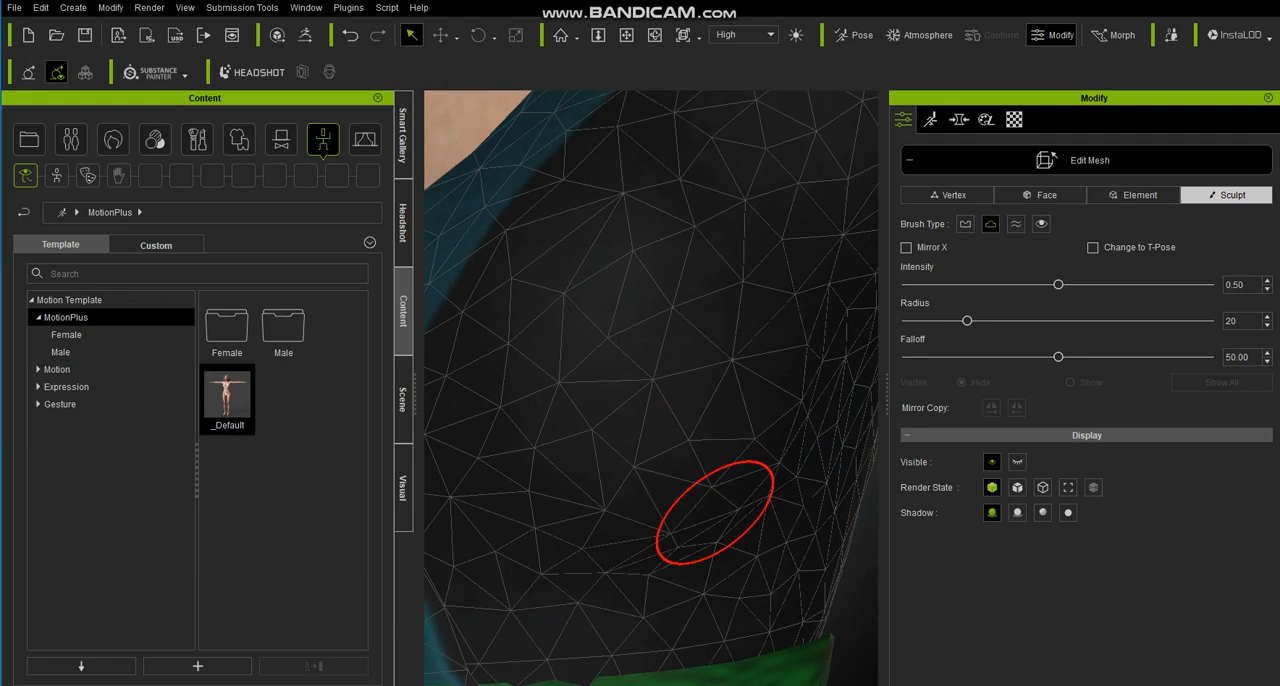 www.BANDICAM.com
File Edit Create Modify Render View Submission Tools Window Plugins Script Help
High Pose Atmosphere Conform Modify Morph InstaLOD
SUBSTANCE PAINTER HEADSHOT
Content
MotionPlus
Template Custom
Search
Motion Template
MotionPlus
Female
Male
Motion
Expression
Gesture
Female Male
_Default
Smart Gallery
Headshot
Content
Scene
Visual
Modify
Edit Mesh
Vertex Face Element Sculpt
Brush Type :
Mirror X Change to T-Pose
Intensity
0.50
Radius
20
Falloff
50.00
Visible Hide Show Show All
Mirror Copy:
Display
Visible :
Render State :
Shadow :